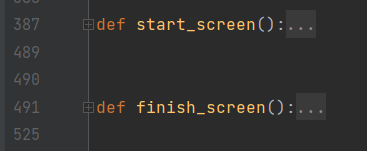 387 def start_screen():...
489
490
491 def finish_screen():...
525